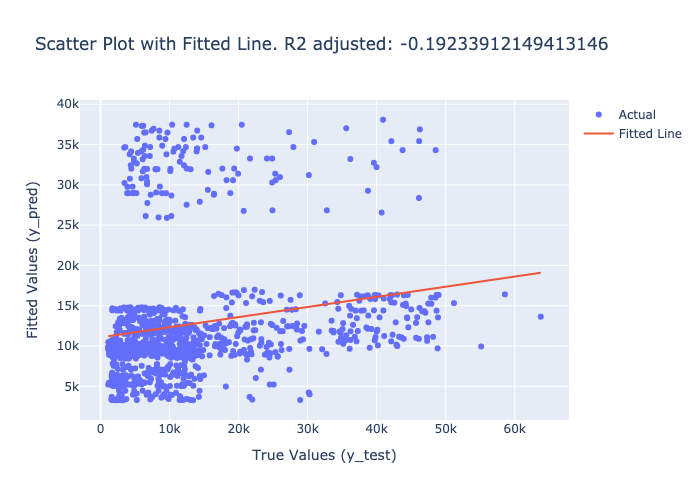 Scatter Plot with Fitted Line. R2 adjusted: -0.19233912149413146
Actual
Fitted Line
40k
35k
30k
25k
20k
15k
10k
5k
Fitted Values (y_pred)
0
10k
20k
30k
40k
50k
60k
True Values (y_test)